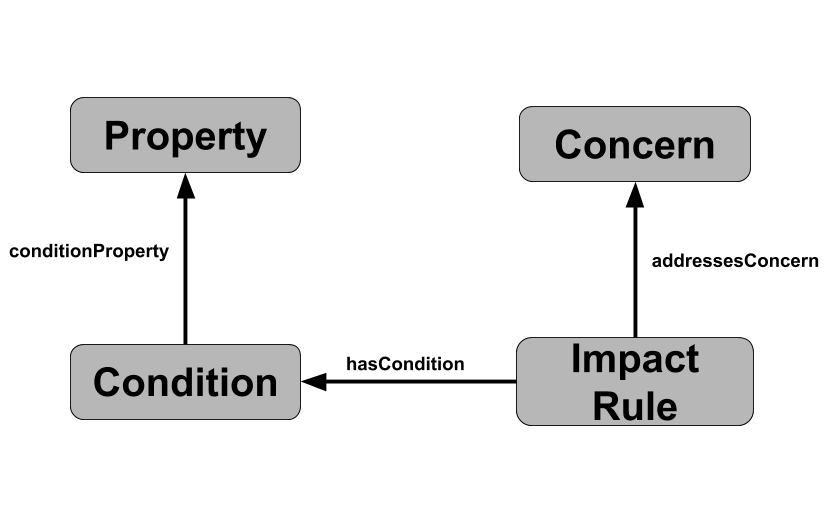 Property
Concern
conditionProperty
addressesConcern
Condition
hasCondition
Impact
Rule